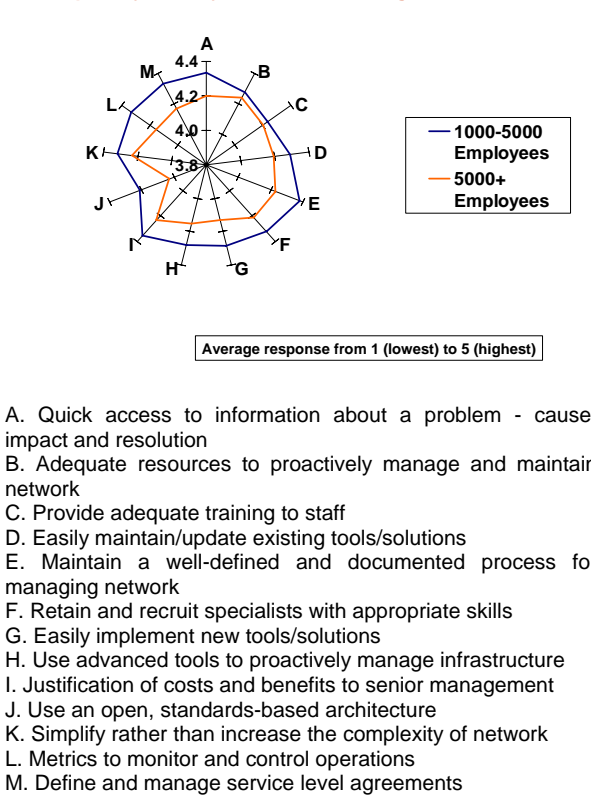 A
4.4
M
B
4.2
L
C
4.0
K
D
3.8
J
E
I
F
H
G
1000-5000
Employees
5000+
Employees
Average response from 1 (lowest) to 5 (highest)
A. Quick access to information about a problem - cause
impact and resolution
B. Adequate resources to proactively manage and maintain
network
C. Provide adequate training to staff
D. Easily maintain/update existing tools/solutions
E. Maintain a well-defined and documented process fo
managing network
F. Retain and recruit specialists with appropriate skills
G. Easily implement new tools/solutions
H. Use advanced tools to proactively manage infrastructure
I. Justification of costs and benefits to senior management
J. Use an open, standards-based architecture
K. Simplify rather than increase the complexity of network
L. Metrics to monitor and control operations
M. Define and manage service level agreements